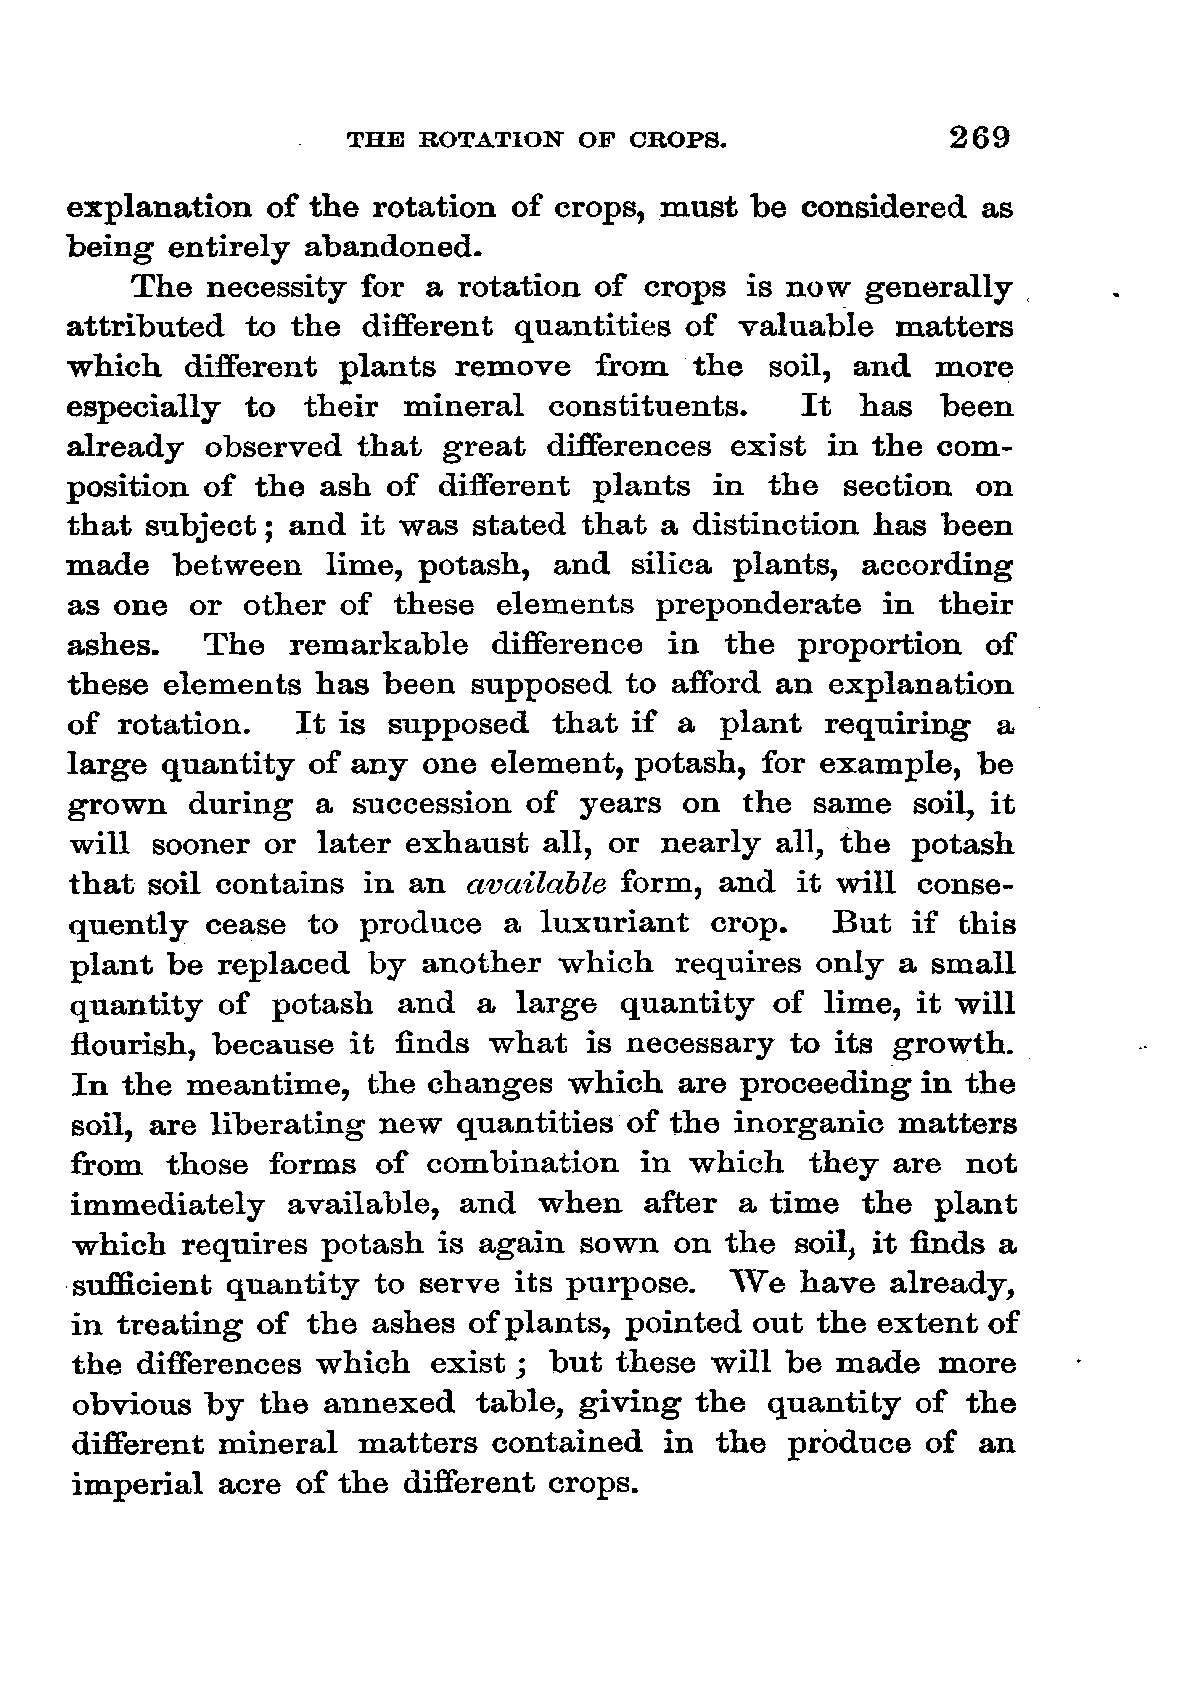 THE ROTATION OF CROPS. 269
explanation of the rotation of crops, must be considered as
being entirely abandoned.
The necessity for a rotation of crops is now generally
attributed to the different quantities of valuable matters
which different plants remove from the soil, and more
especially to their mineral constituents. It has been
already observed that great differences exist in the com-
position of the ash of different plants in the section on
that subject; and it was stated that a distinction has been
made between lime, potash, and silica plants, according
as one or other of these elements preponderate in their
ashes. The remarkable difference in the proportion of
these elements has been supposed to afford an explanation
of rotation. It is supposed that if a plant requiring a
large quantity of any one element, potash, for example, be
grown during a succession of years on the same soil, it
will sooner or later exhaust all, or nearly all, the potash
that soil contains in an available form, and it will conse-
quently cease to produce a luxuriant crop. But if this
plant be replaced by another which requires only a small
quantity of potash and a large quantity of lime, it will
flourish, because it finds what is necessary to its growth.
In the meantime, the changes which are proceeding in the
soil, are liberating new quantities of the inorganic matters
from those forms of combination in which they are not
immediately available, and when after a time the plant
which requires potash is again sown on the soil, it finds a
sufficient quantity to serve its purpose. We have already,
in treating of the ashes of plants, pointed out the extent of
the differences which exist; but these will be made more
obvious by the annexed table, giving the quantity of the
different mineral matters contained in the produce of an
imperial acre of the different crops.